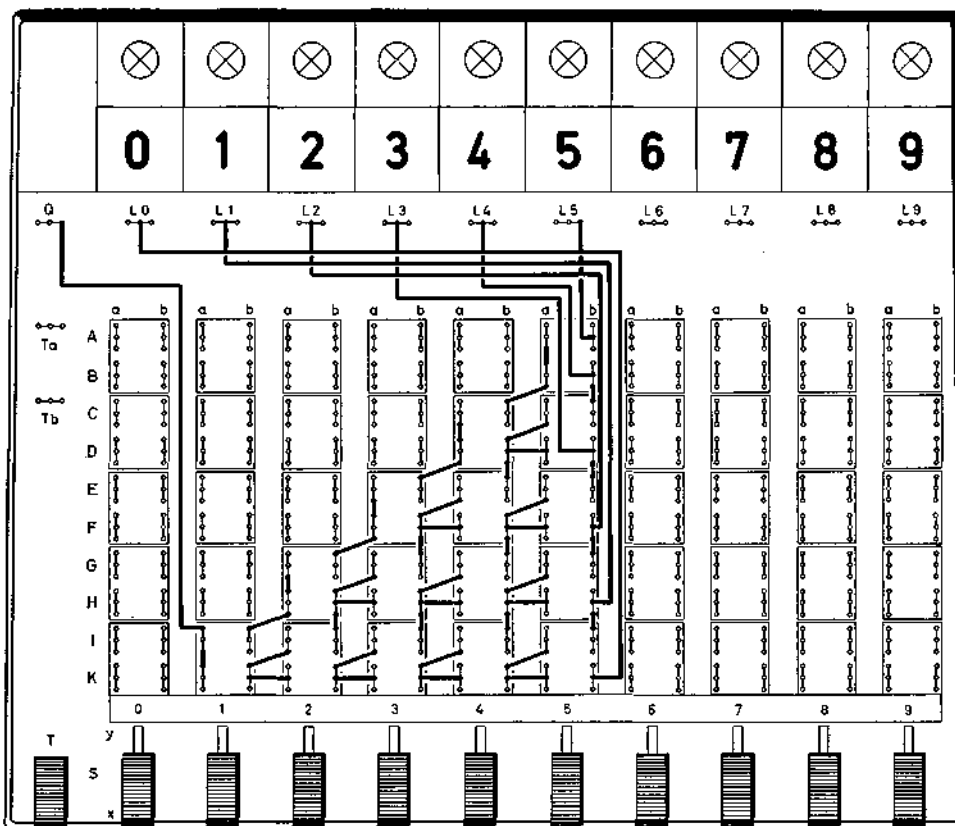 0 1 2 3 4 5 6 7 8 9
Q L0 L1 L2 L3 L4 L5 L6 L7 L8 L9
a b a b a b a b a b a b a b a b a b a b
Ta A
B
Tb C
D
E
F
G
H
I
K
0 1 2 3 4 5 6 7 8 9
y
T S
x